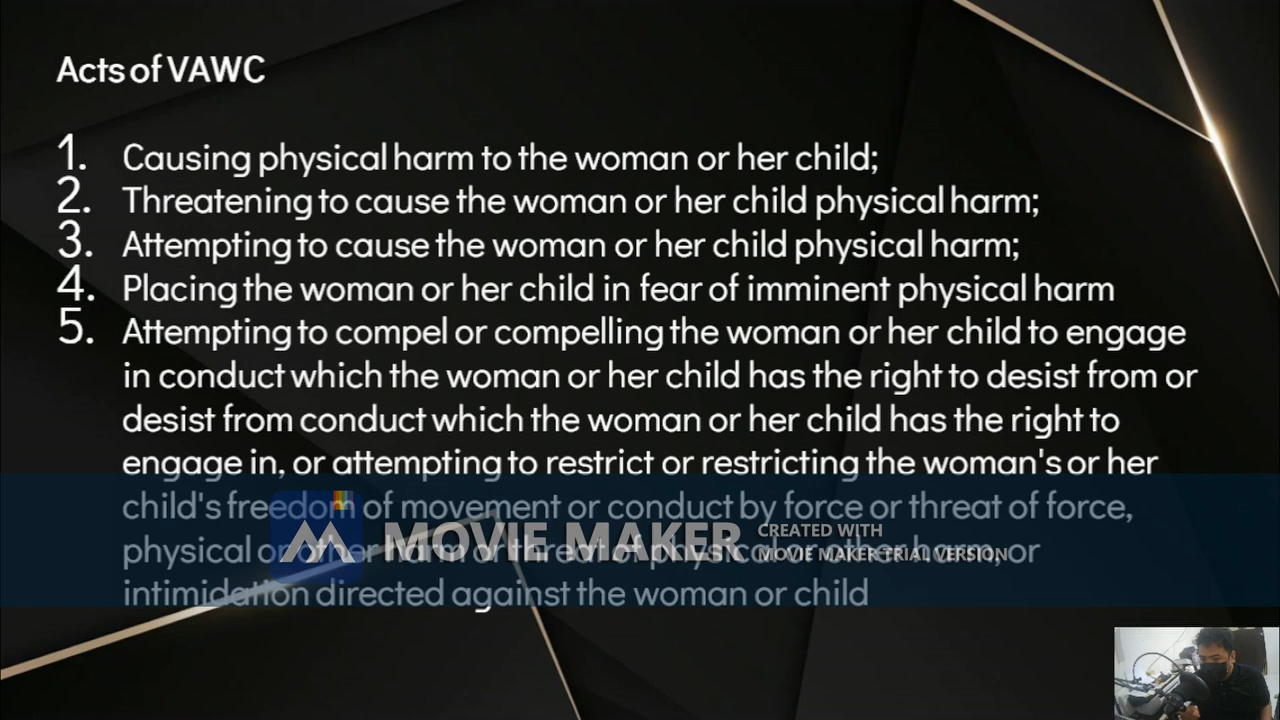 Acts of VAWC
1. Causing physical harm to the woman or her child;
2. Threatening to cause the woman or her child physical harm;
3. Attempting to cause the woman or her child physical harm;
4. Placing the woman or her child in fear of imminent physical harm
5. Attempting to compel or compelling the woman or her child to engage
in conduct which the woman or her child has the right to desist from or
desist from conduct which the woman or her child has the right to
engage in, or attempting to restrict or restricting the woman's or her
child's freedom of movement or conduct by force or threat of force,
physical or other harm or threat of physical or other harm, or
intimidation directed against the woman or child
MOVIE MAKER
CREATED WITH
MOVIE MAKER TRIAL VERSION